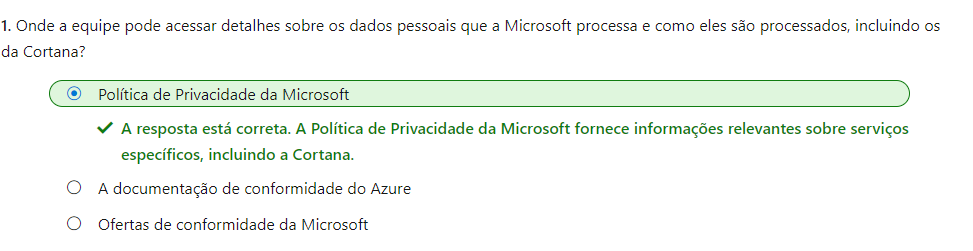 1. Onde a equipe pode acessar detalhes sobre os dados pessoais que a Microsoft processa e como eles são processados, incluindo os
da Cortana?
Política de Privacidade da Microsoft
A resposta está correta. A Política de Privacidade da Microsoft fornece informações relevantes sobre serviços
específicos, incluindo a Cortana.
A documentação de conformidade do Azure
Ofertas de conformidade da Microsoft